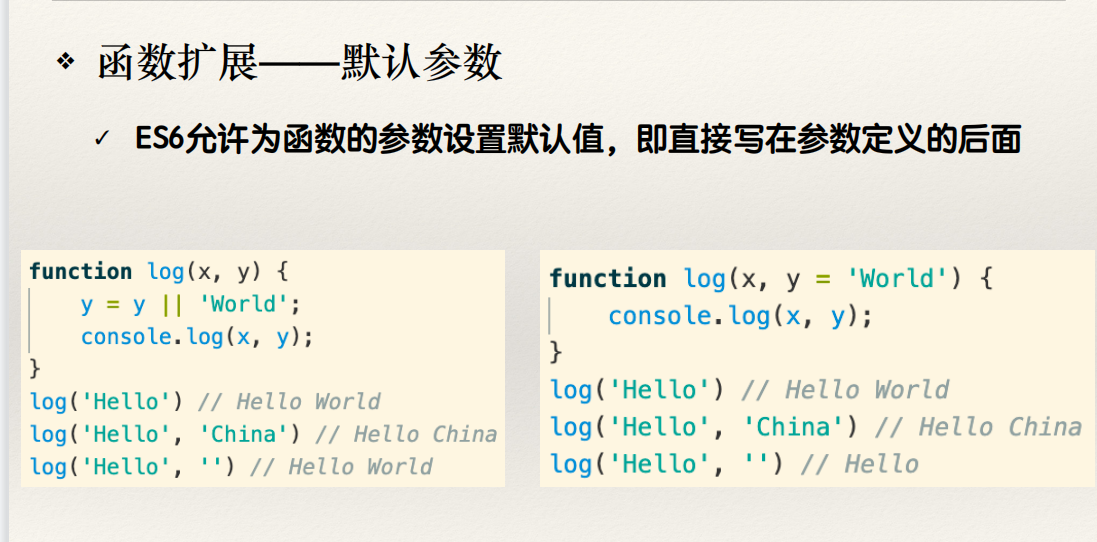 ❖ 函数扩展——默认参数
✓ ES6允许为函数的参数设置默认值，即直接写在参数定义的后面
function log(x, y) {
    y = y || 'World';
    console.log(x, y);
}
log('Hello') // Hello World
log('Hello', 'China') // Hello China
log('Hello', '') // Hello World
function log(x, y = 'World') {
    console.log(x, y);
}
log('Hello') // Hello World
log('Hello', 'China') // Hello China
log('Hello', '') // Hello